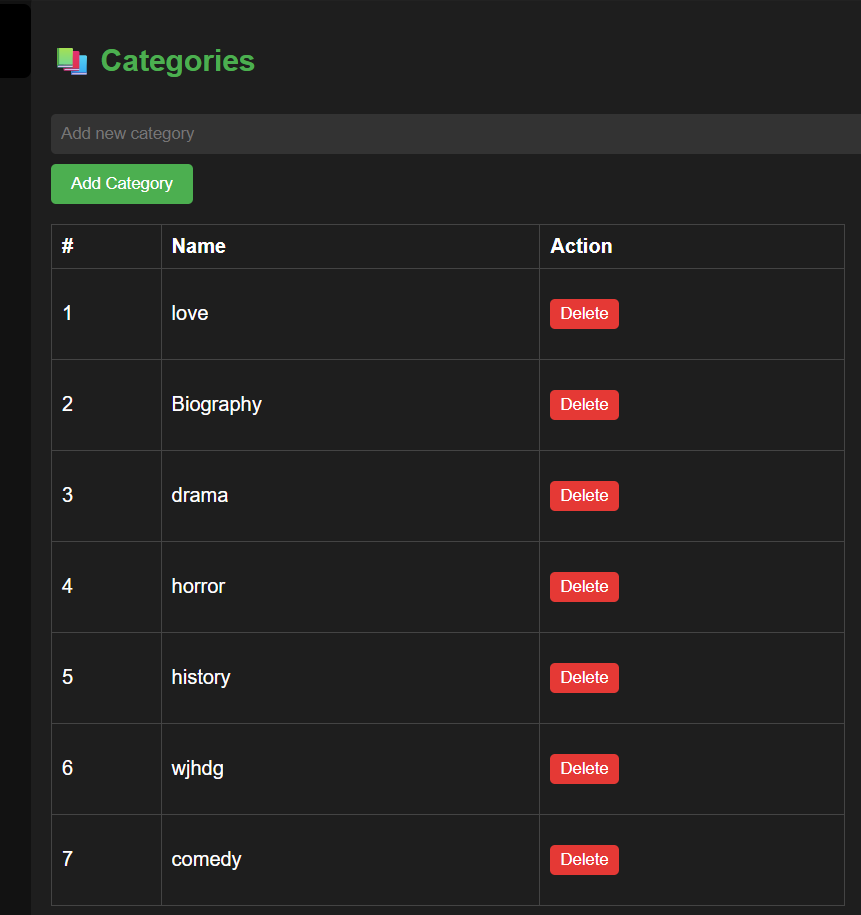 Categories
Add new category
Add Category
# Name Action
1 love Delete
2 Biography Delete
3 drama Delete
4 horror Delete
5 history Delete
6 wjhdg Delete
7 comedy Delete